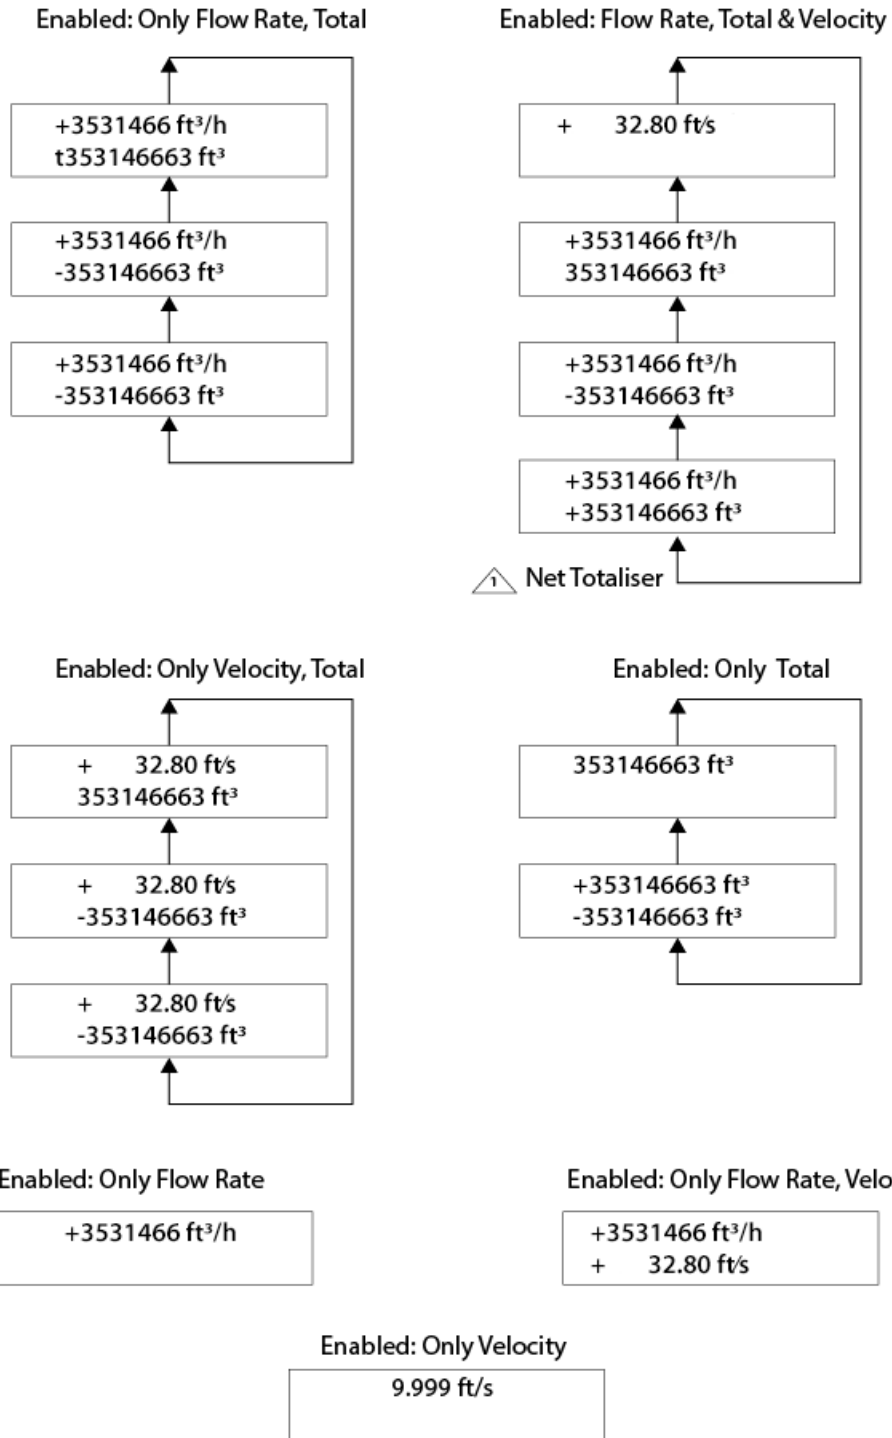 Enabled: Only Flow Rate, Total
+3531466 ft³/h
t353146663 ft³
+3531466 ft³/h
-353146663 ft³
+3531466 ft³/h
-353146663 ft³
Enabled: Flow Rate, Total & Velocity
+ 32.80 ft/s
+3531466 ft³/h
353146663 ft³
+3531466 ft³/h
-353146663 ft³
+3531466 ft³/h
+353146663 ft³
1 Net Totaliser
Enabled: Only Velocity, Total
+ 32.80 ft/s
353146663 ft³
+ 32.80 ft/s
-353146663 ft³
+ 32.80 ft/s
-353146663 ft³
Enabled: Only Total
353146663 ft³
+353146663 ft³
-353146663 ft³
Enabled: Only Flow Rate
+3531466 ft³/h
Enabled: Only Flow Rate, Velo
+3531466 ft³/h
+ 32.80 ft/s
Enabled: Only Velocity
9.999 ft/s